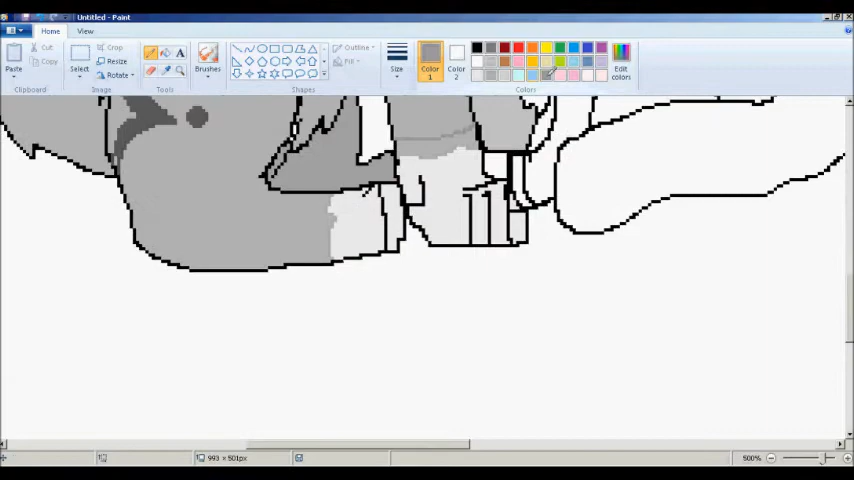 Untitled - Paint
Home View
Paste
Cut
Copy
Clipboard
Select
Crop
Resize
Rotate
Image
A
Tools
Brushes
Outline
Fill
Shapes
Size
Color 1
Color 2
Edit colors
Colors
993 × 501px
500%